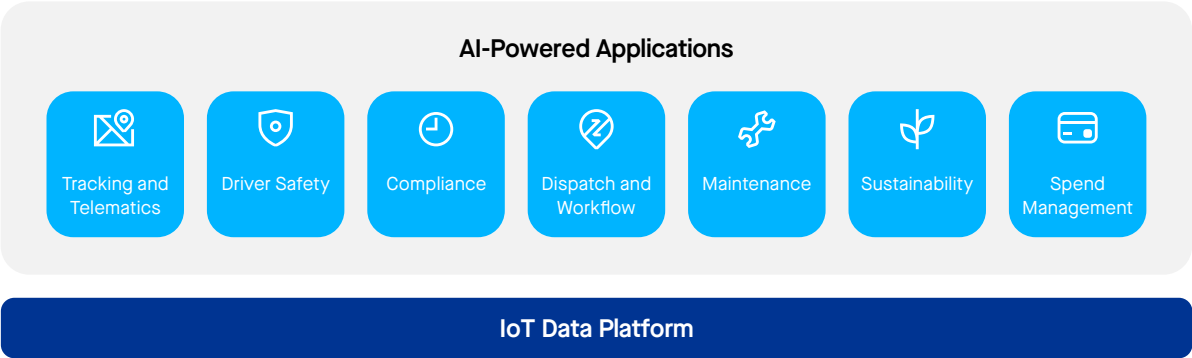 AI-Powered Applications
Tracking and
Telematics
Driver Safety
Compliance
Dispatch and
Workflow
Maintenance
Sustainability
Spend
Management
IoT Data Platform